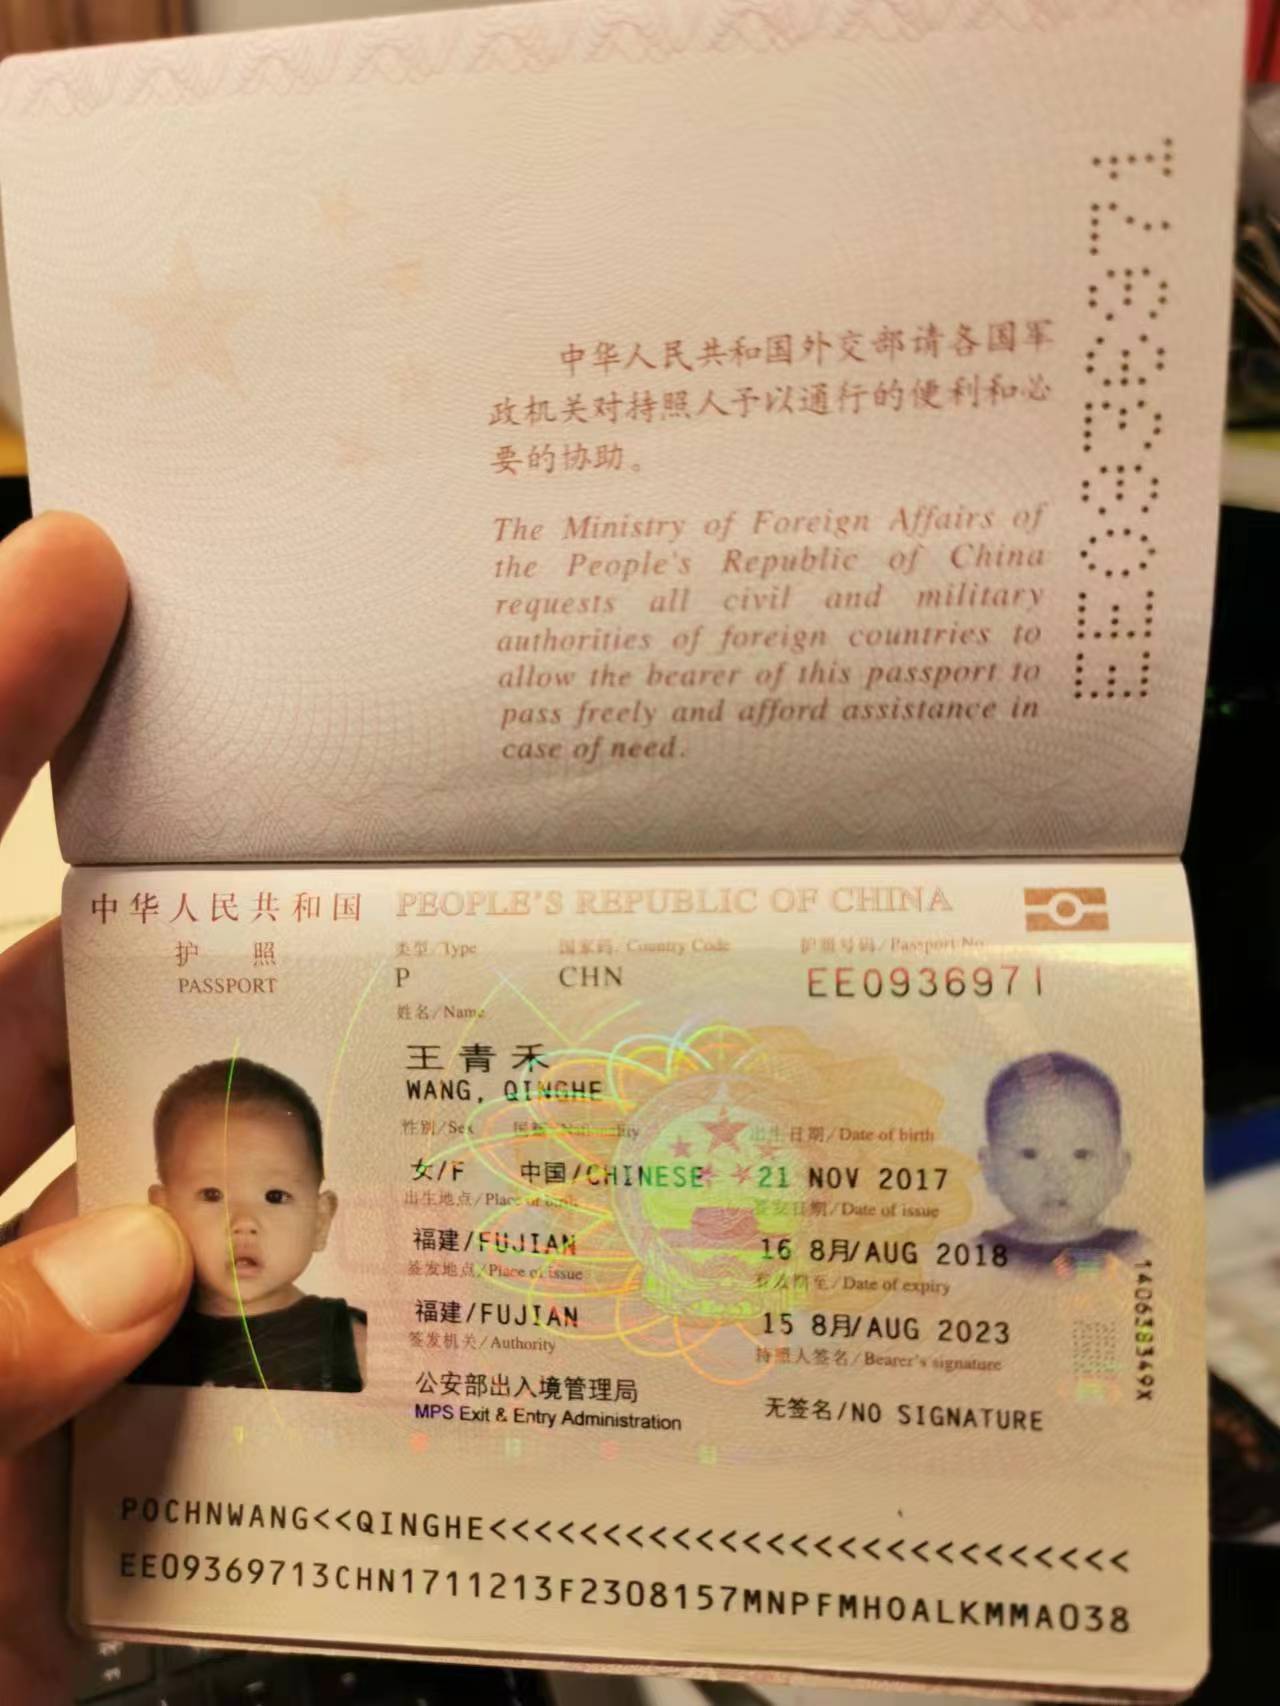 中华人民共和国外交部请各国军
政机关对持照人予以通行的便利和必
要的协助。
The Ministry of Foreign Affairs of
the People's Republic of China
requests all civil and military
authorities of foreign countries to
allow the bearer of this passport to
pass freely and afford assistance in
case of need.
EE0936971
中华人民共和国 PEOPLE'S REPUBLIC OF CHINA
护 照 类型/Type 国家码/Country Code 护照号码/Passport No
PASSPORT P CHN EE0936971
姓名/Name
王青禾
WANG, QINGHE
性别/Sex 国籍/Nationality 出生日期/Date of birth
女/F 中国/CHINESE 21 NOV 2017
出生地点/Place of birth 签发日期/Date of issue
福建/FUJIAN 16 8月/AUG 2018
签发地点/Place of issue 有效期至/Date of expiry
福建/FUJIAN 15 8月/AUG 2023
签发机关/Authority 持照人签名/Bearer's signature
公安部出入境管理局 无签名/NO SIGNATURE
MPS Exit & Entry Administration
140638349X
POCHNWANG<<QINGHE<<<<<<<<<<<<<<<<<<<<<<<<<<<
EE09369713CHN1711213F2308157MNPFMHOALKMMA038